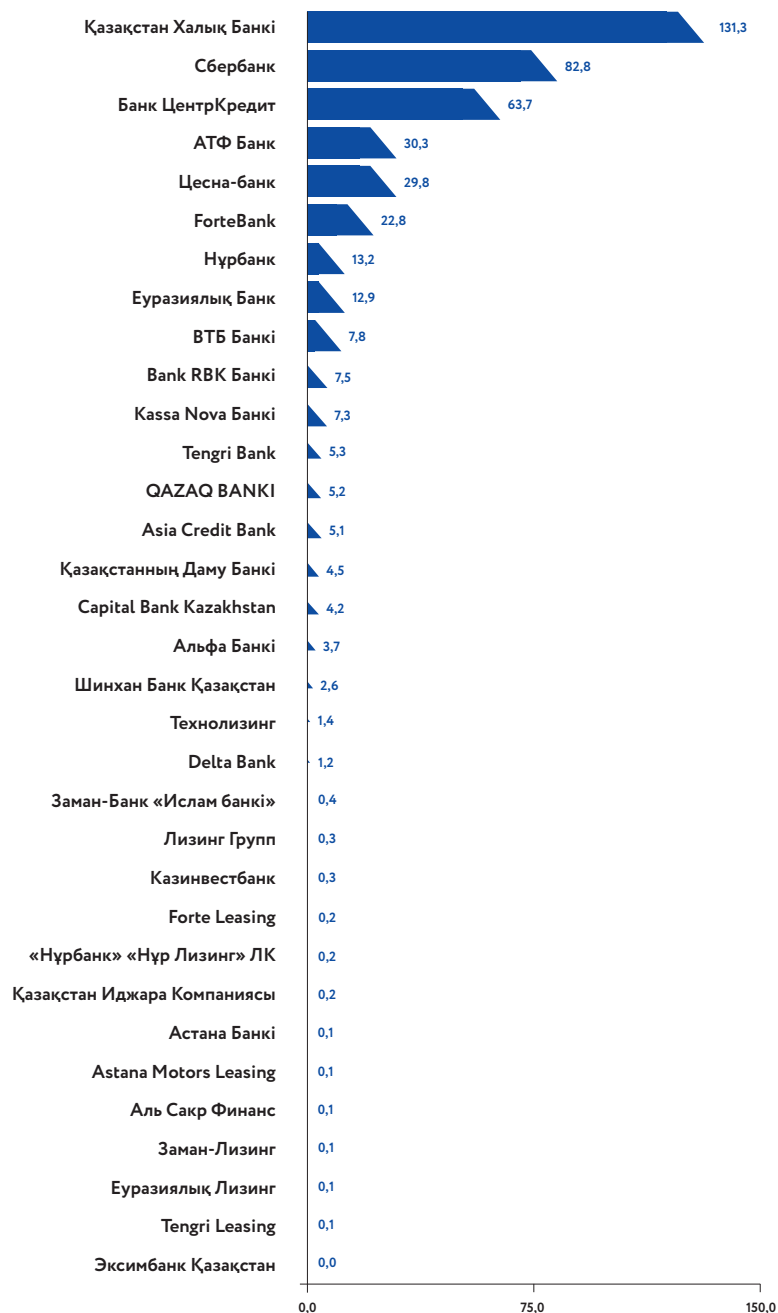 Қазақстан Халық Банкі 131,3
Сбербанк 82,8
Банк ЦентрКредит 63,7
АТФ Банк 30,3
Цесна-банк 29,8
ForteBank 22,8
Нұрбанк 13,2
Еуразиялық Банк 12,9
ВТБ Банкі 7,8
Bank RBK Банкі 7,5
Kassa Nova Банкі 7,3
Tengri Bank 5,3
QAZAQ BANKI 5,2
Asia Credit Bank 5,1
Қазақстанның Даму Банкі 4,5
Capital Bank Kazakhstan 4,2
Альфа Банкі 3,7
Шинхан Банк Қазақстан 2,6
Технолизинг 1,4
Delta Bank 1,2
Заман-Банк «Ислам банкі» 0,4
Лизинг Групп 0,3
Казинвестбанк 0,3
Forte Leasing 0,2
«Нұрбанк» «Нұр Лизинг» ЛК 0,2
Қазақстан Иджара Компаниясы 0,2
Астана Банкі 0,1
Astana Motors Leasing 0,1
Аль Сакр Финанс 0,1
Заман-Лизинг 0,1
Еуразиялық Лизинг 0,1
Tengri Leasing 0,1
Эксимбанк Қазақстан 0,0
0,0 75,0 150.0